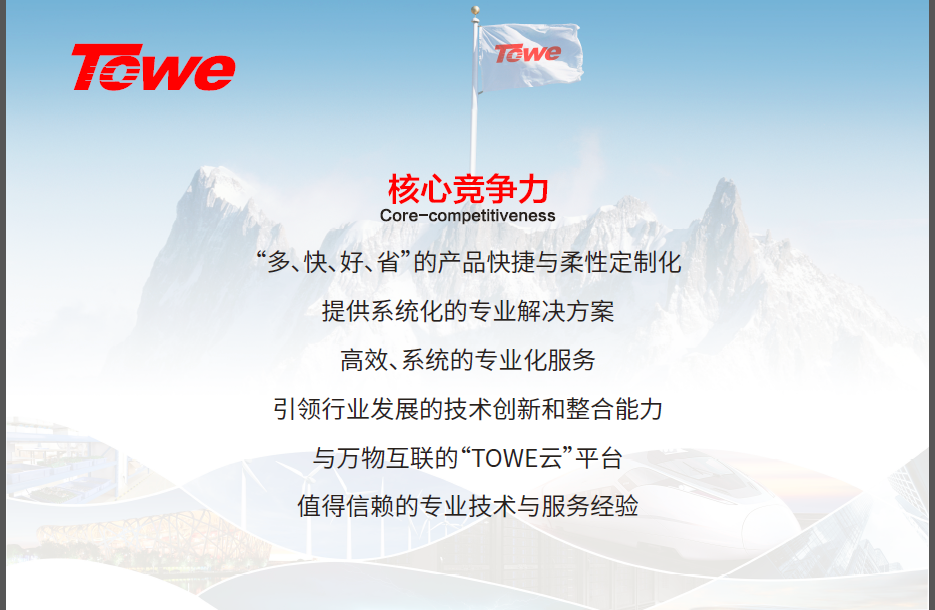 TOWe
TOWe
核心竞争力
Core-competitiveness
“多、快、好、省”的产品快捷与柔性定制化
提供系统化的专业解决方案
高效、系统的专业化服务
引领行业发展的技术创新和整合能力
与万物互联的“TOWE云”平台
值得信赖的专业技术与服务经验